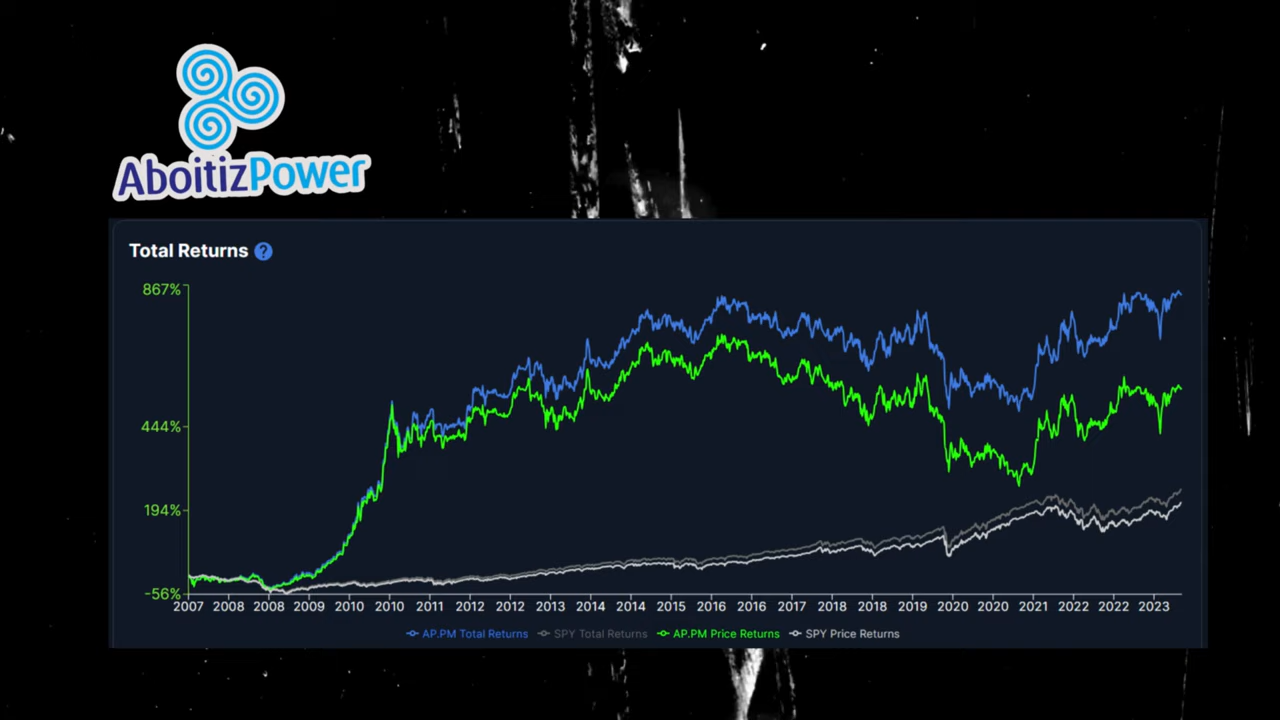 AboitizPower
Total Returns ?
867%
444%
194%
-56%
2007 2008 2008 2009 2010 2010 2011 2012 2012 2013 2014 2014 2015 2016 2016 2017 2018 2018 2019 2020 2020 2021 2022 2022 2023
AP.PM Total Returns SPY Total Returns AP.PM Price Returns SPY Price Returns